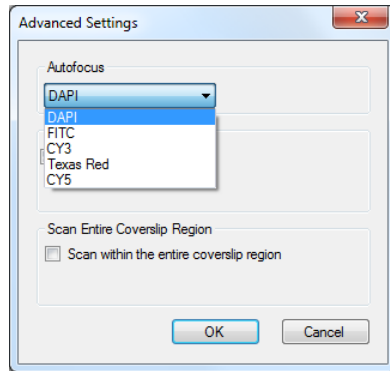 Advanced Settings
Autofocus
DAPI
DAPI
FITC
CY3
Texas Red
CY5
Scan Entire Coverslip Region
Scan within the entire coverslip region
OK Cancel